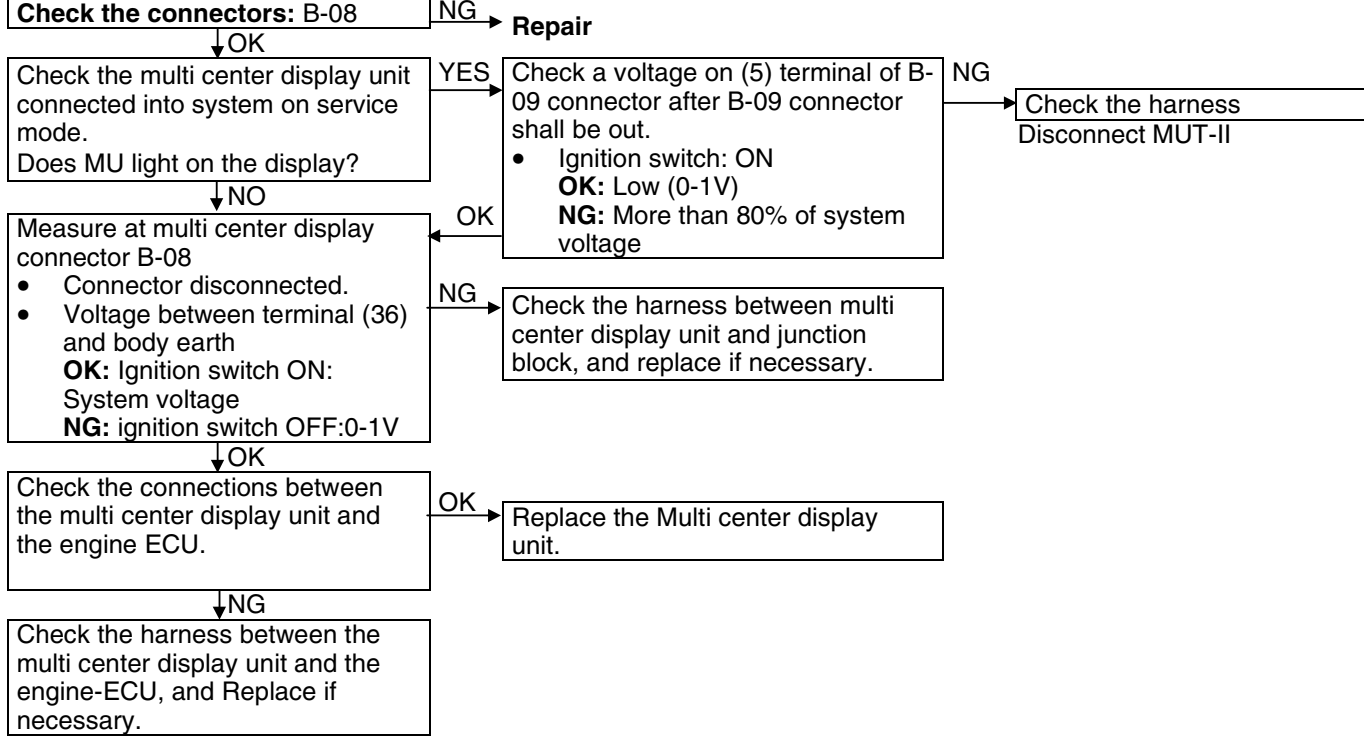 Check the connectors: B-08
NG
Repair
OK
Check the multi center display unit
connected into system on service
mode.
Does MU light on the display?
YES
Check a voltage on (5) terminal of B-
09 connector after B-09 connector
shall be out.
• Ignition switch: ON
OK: Low (0-1V)
NG: More than 80% of system
voltage
NG
Check the harness
Disconnect MUT-II
NO
OK
Measure at multi center display
connector B-08
• Connector disconnected.
• Voltage between terminal (36)
and body earth
OK: Ignition switch ON:
System voltage
NG: ignition switch OFF:0-1V
NG
Check the harness between multi
center display unit and junction
block, and replace if necessary.
OK
Check the connections between
the multi center display unit and
the engine ECU.
OK
Replace the Multi center display
unit.
NG
Check the harness between the
multi center display unit and the
engine-ECU, and Replace if
necessary.